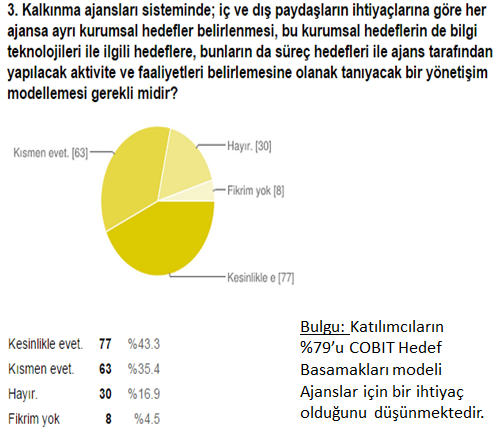 3. Kalkınma ajansları sisteminde; iç ve dış paydaşların ihtiyaçlarına göre her
ajansa ayrı kurumsal hedefler belirlenmesi, bu kurumsal hedeflerin de bilgi
teknolojileri ile ilgili hedeflere, bunların da süreç hedefleri ile ajans tarafından
yapılacak aktivite ve faaliyetleri belirlemesine olanak tanıyacak bir yönetişim
modellemesi gerekli midir?
Kısmen evet. [63]
Hayır. [30]
Fikrim yok [8]
Kesinlikle e [77]
Kesinlikle evet. 77 %43.3
Kısmen evet. 63 %35.4
Hayır. 30 %16.9
Fikrim yok 8 %4.5
Bulgu: Katılımcıların
%79’u COBIT Hedef
Basamakları modeli
Ajanslar için bir ihtiyaç
olduğunu düşünmektedir.